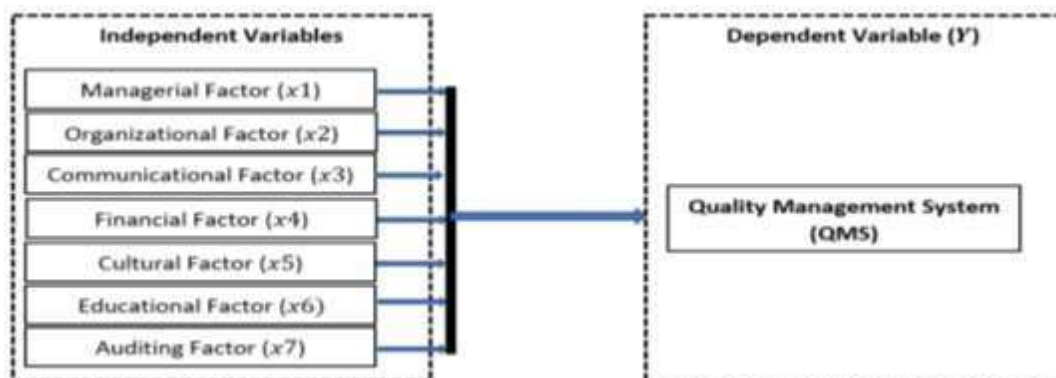 Independent Variables
Managerial Factor (x1)
Organizational Factor (x2)
Communicational Factor (x3)
Financial Factor (x4)
Cultural Factor (x5)
Educational Factor (x6)
Auditing Factor (x7)
Dependent Variable (Y)
Quality Management System
(QMS)